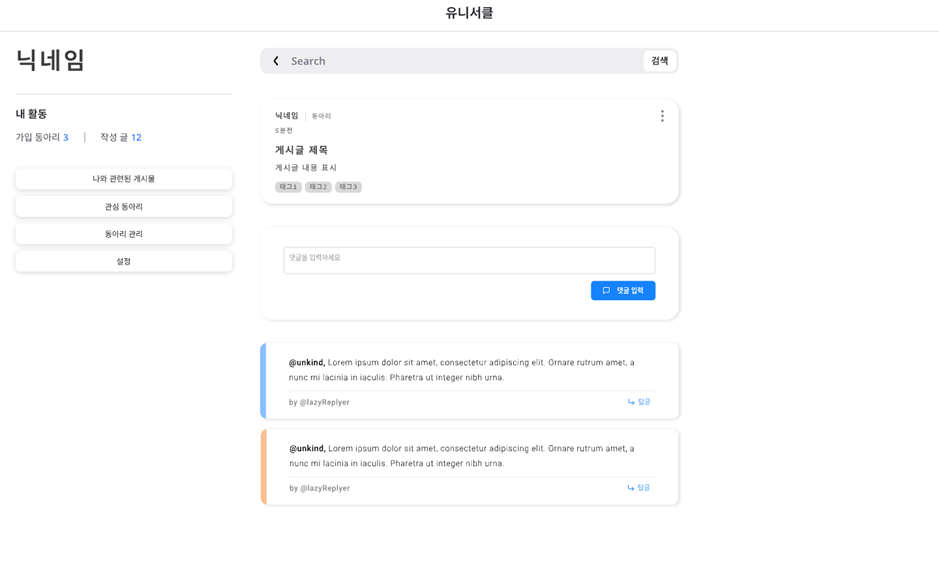 유니서클
닉네임
내 활동
가입 동아리 3 | 작성 글 12
나와 관련된 게시물
관심 동아리
동아리 관리
설정
Search 검색
닉네임 | 동아리
5분전
게시글 제목
게시글 내용 표시
태그1 태그2 태그3
댓글을 입력하세요
댓글 입력
@unkind, Lorem ipsum dolor sit amet, consectetur adipiscing elit. Ornare rutrum amet, a
nunc mi lacinia in iaculis. Pharetra ut integer nibh urna.
by @lazyReplyer 답글
@unkind, Lorem ipsum dolor sit amet, consectetur adipiscing elit. Ornare rutrum amet, a
nunc mi lacinia in iaculis. Pharetra ut integer nibh urna.
by @lazyReplyer 답글